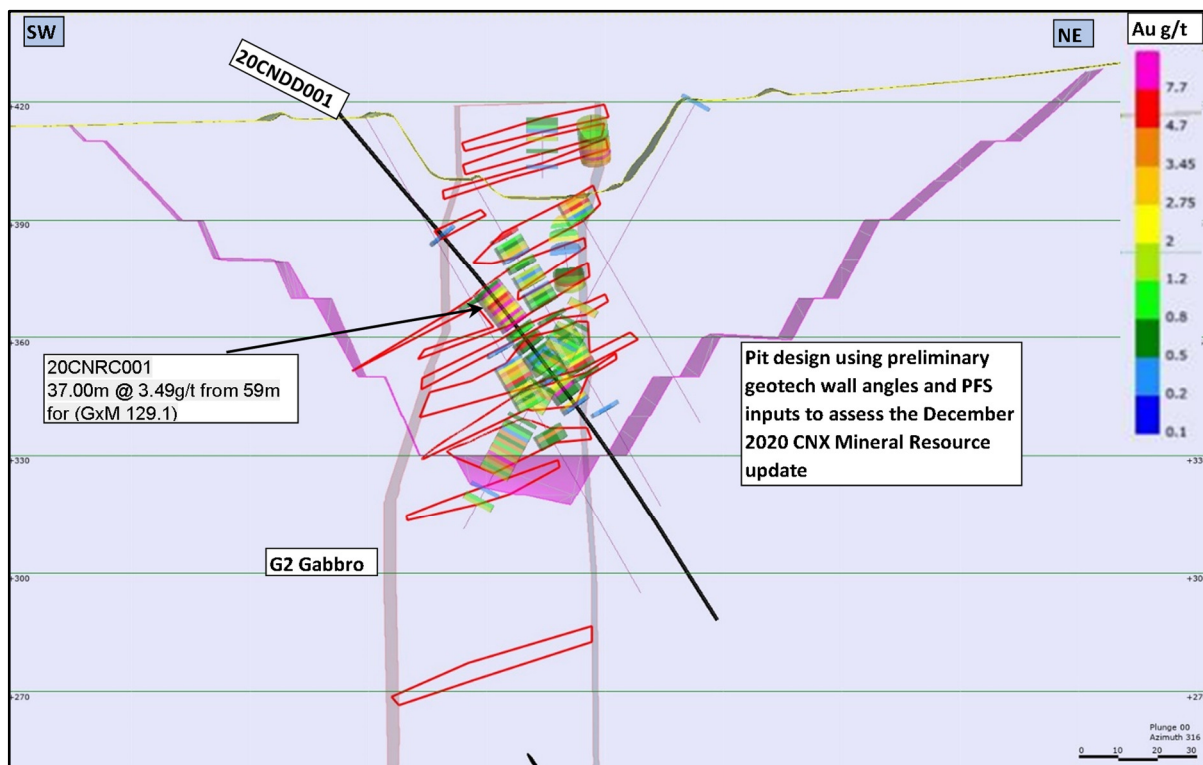 SW
NE
Au g/t
20CNDD001
7.7
4.7
3.45
2.75
2
1.2
0.8
0.5
0.2
0.1
+420
+390
+360
+33
+300
+30
+270
+27
20CNRC001
37.00m @ 3.49g/t from 59m
for (GxM 129.1)
Pit design using preliminary
geotech wall angles and PFS
inputs to assess the December
2020 CNX Mineral Resource
update
+330
G2 Gabbro
Plunge 00
Azimuth 316
0 10 20 30